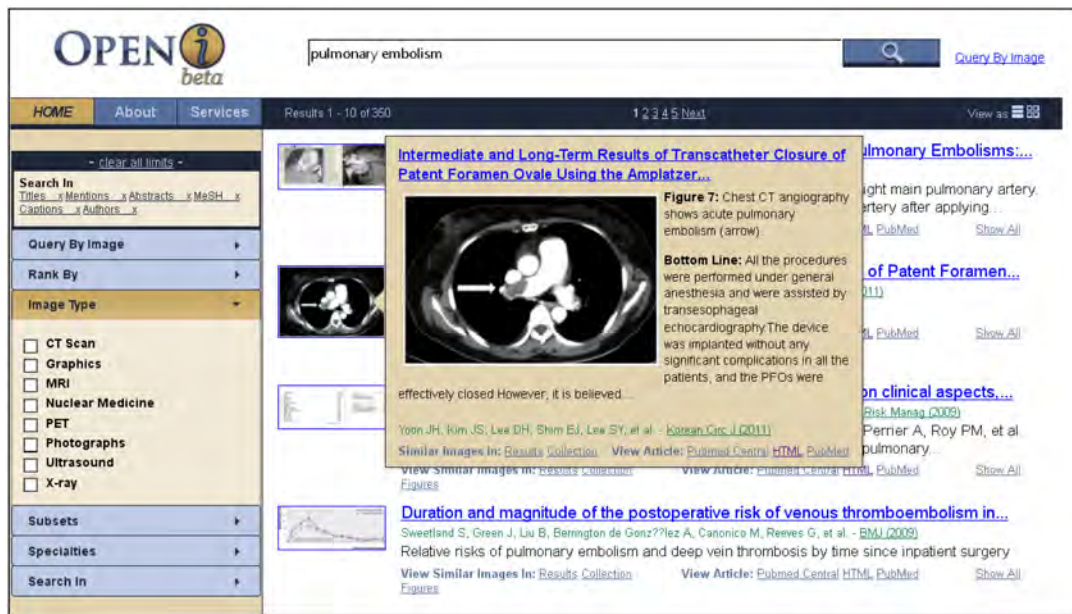 OPENi
beta
pulmonary embolism
Query By Image
HOME About Services
Results 1 - 10 of 350
1 2 3 4 5 Next
View as
- clear all limits -
Search In
Titles x Mentions x Abstracts x MeSH x
Captions x Authors x
Query By Image
Rank By
Image Type
CT Scan
Graphics
MRI
Nuclear Medicine
PET
Photographs
Ultrasound
X-ray
Subsets
Specialties
Search In
Intermediate and Long-Term Results of Transcatheter Closure of
Patent Foramen Ovale Using the Amplatzer...
Figure 7: Chest CT angiography
shows acute pulmonary
embolism (arrow).
Bottom Line: All the procedures
were performed under general
anesthesia and were assisted by
transesophageal
echocardiography.The device
was implanted without any
significant complications in all the
patients, and the PFOs were
effectively closed However, it is believed...
Yoon JH, Kim JS, Lee DH, Shim EJ, Lee SY, et al. - Korean Circ J (2011)
Similar Images In: Results Collection View Article: Pubmed Central HTML PubMed
ulmonary Embolisms:...
ght main pulmonary artery.
ertery after applying...
PubMed Show All
of Patent Foramen...
011)
PubMed Show All
on clinical aspects,...
Risk Manag (2009)
Perrier A, Roy PM, et al.
pulmonary...
View Similar Images In: Results Collection View Article: Pubmed Central HTML PubMed Show All
Figures
Duration and magnitude of the postoperative risk of venous thromboembolism in...
Sweetland S, Green J, Liu B, Berrington de Gonz??lez A, Canonico M, Reeves G, et al. - BMJ (2009)
Relative risks of pulmonary embolism and deep vein thrombosis by time since inpatient surgery
View Similar Images In: Results Collection View Article: Pubmed Central HTML PubMed Show All
Figures